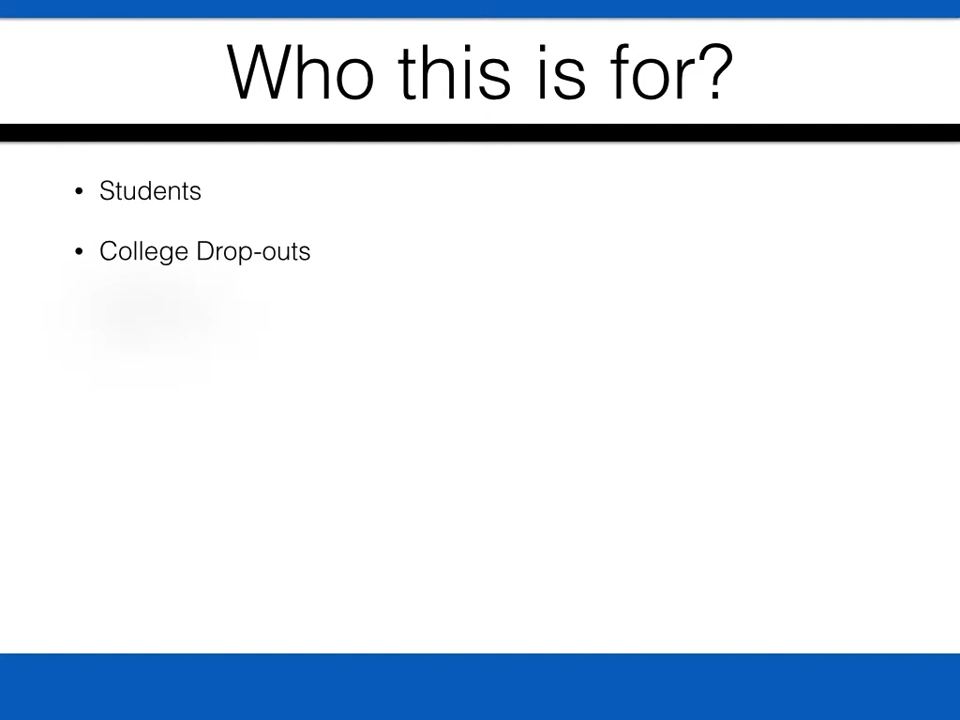 Who this is for?
• Students
• College Drop-outs